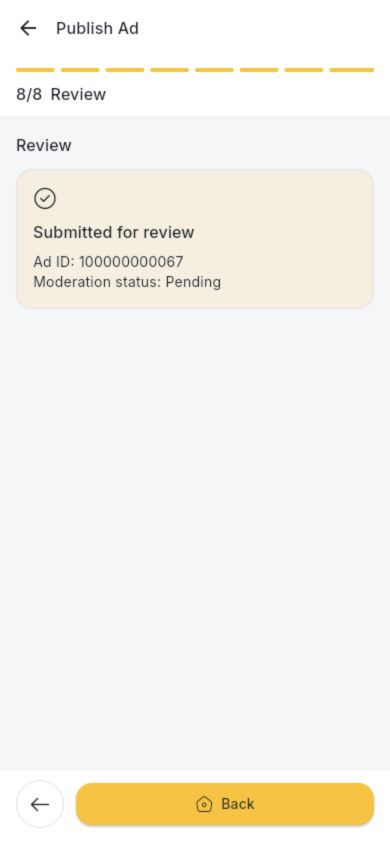 Publish Ad
8/8 Review
Review
Submitted for review
Ad ID: 100000000067
Moderation status: Pending
Back